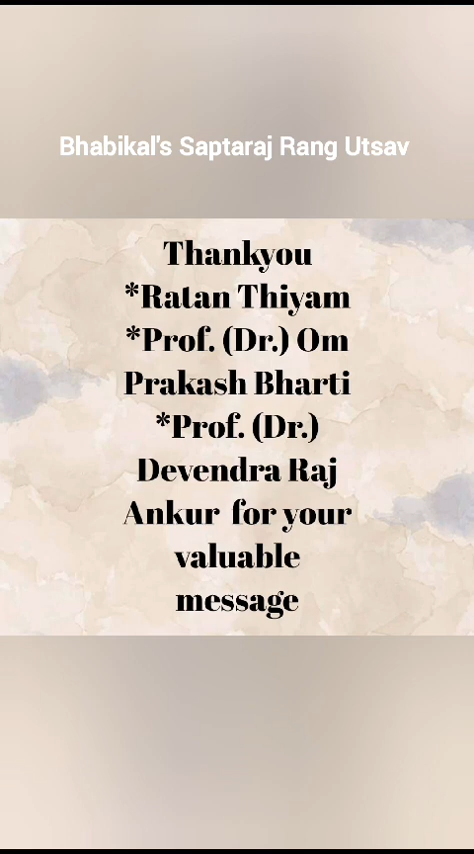 Bhabikal's Saptaraj Rang Utsav
Thankyou
*Ratan Thiyam
*Prof. (Dr.) Om
Prakash Bharti
*Prof. (Dr.)
Devendra Raj
Ankur for your
valuable
message